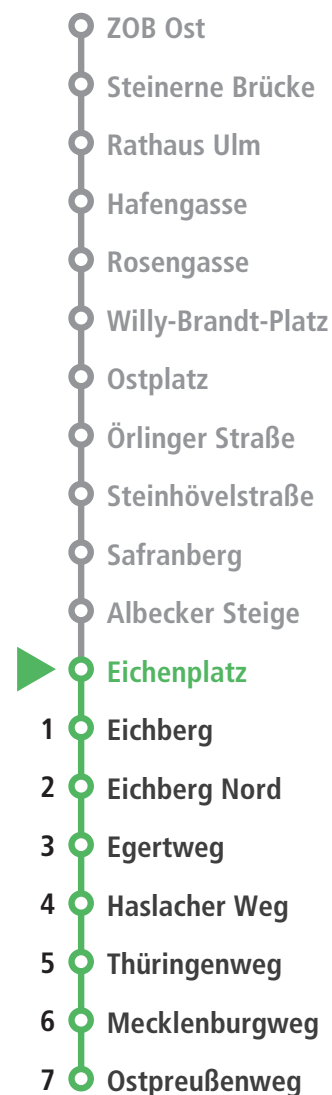 ZOB Ost
Steinerne Brücke
Rathaus Ulm
Hafengasse
Rosengasse
Willy-Brandt-Platz
Ostplatz
Örlinger Straße
Steinhövelstraße
Safranberg
Albecker Steige
Eichenplatz
1 Eichberg
2 Eichberg Nord
3 Egertweg
4 Haslacher Weg
5 Thüringenweg
6 Mecklenburgweg
7 Ostpreußenweg